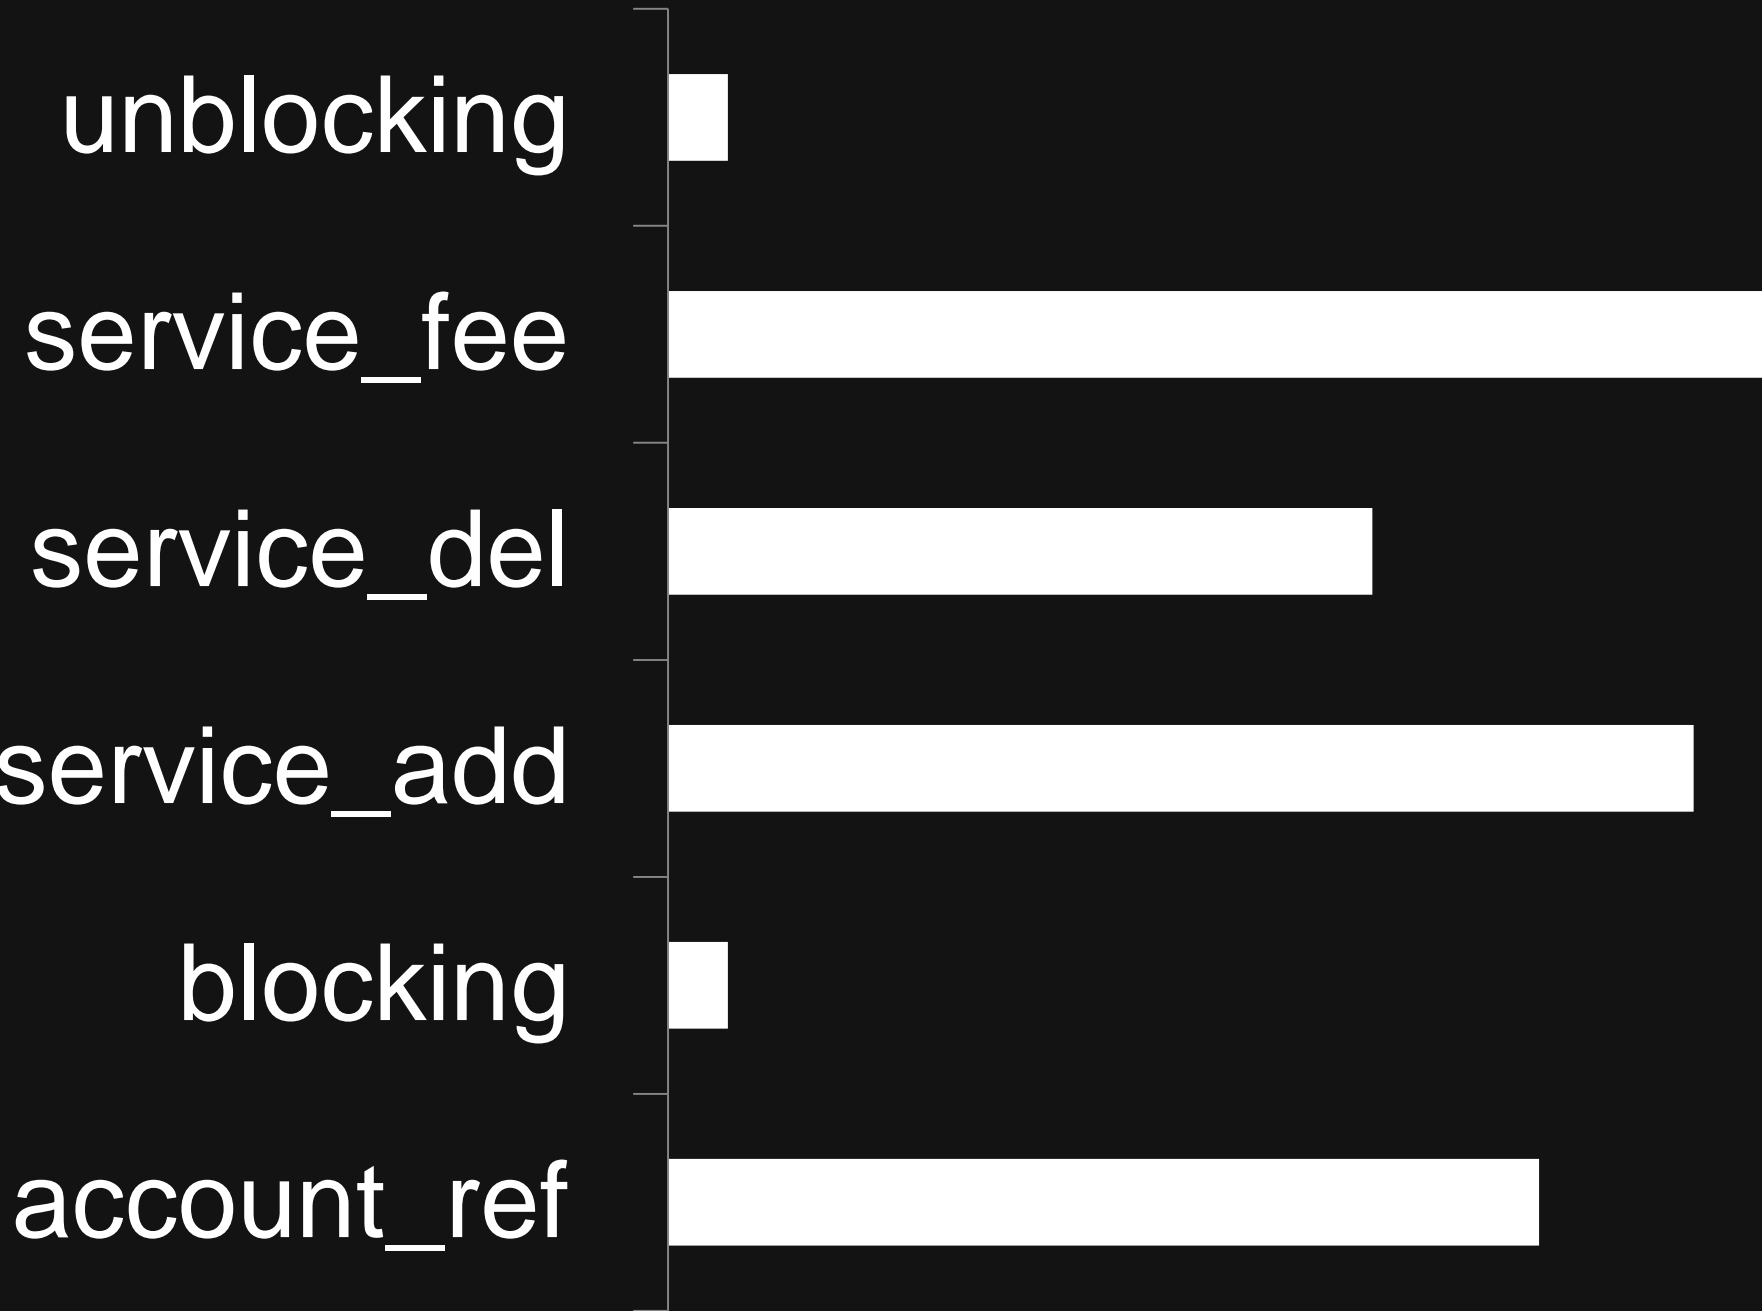 unblocking
service_fee
service_del
service_add
blocking
account_ref